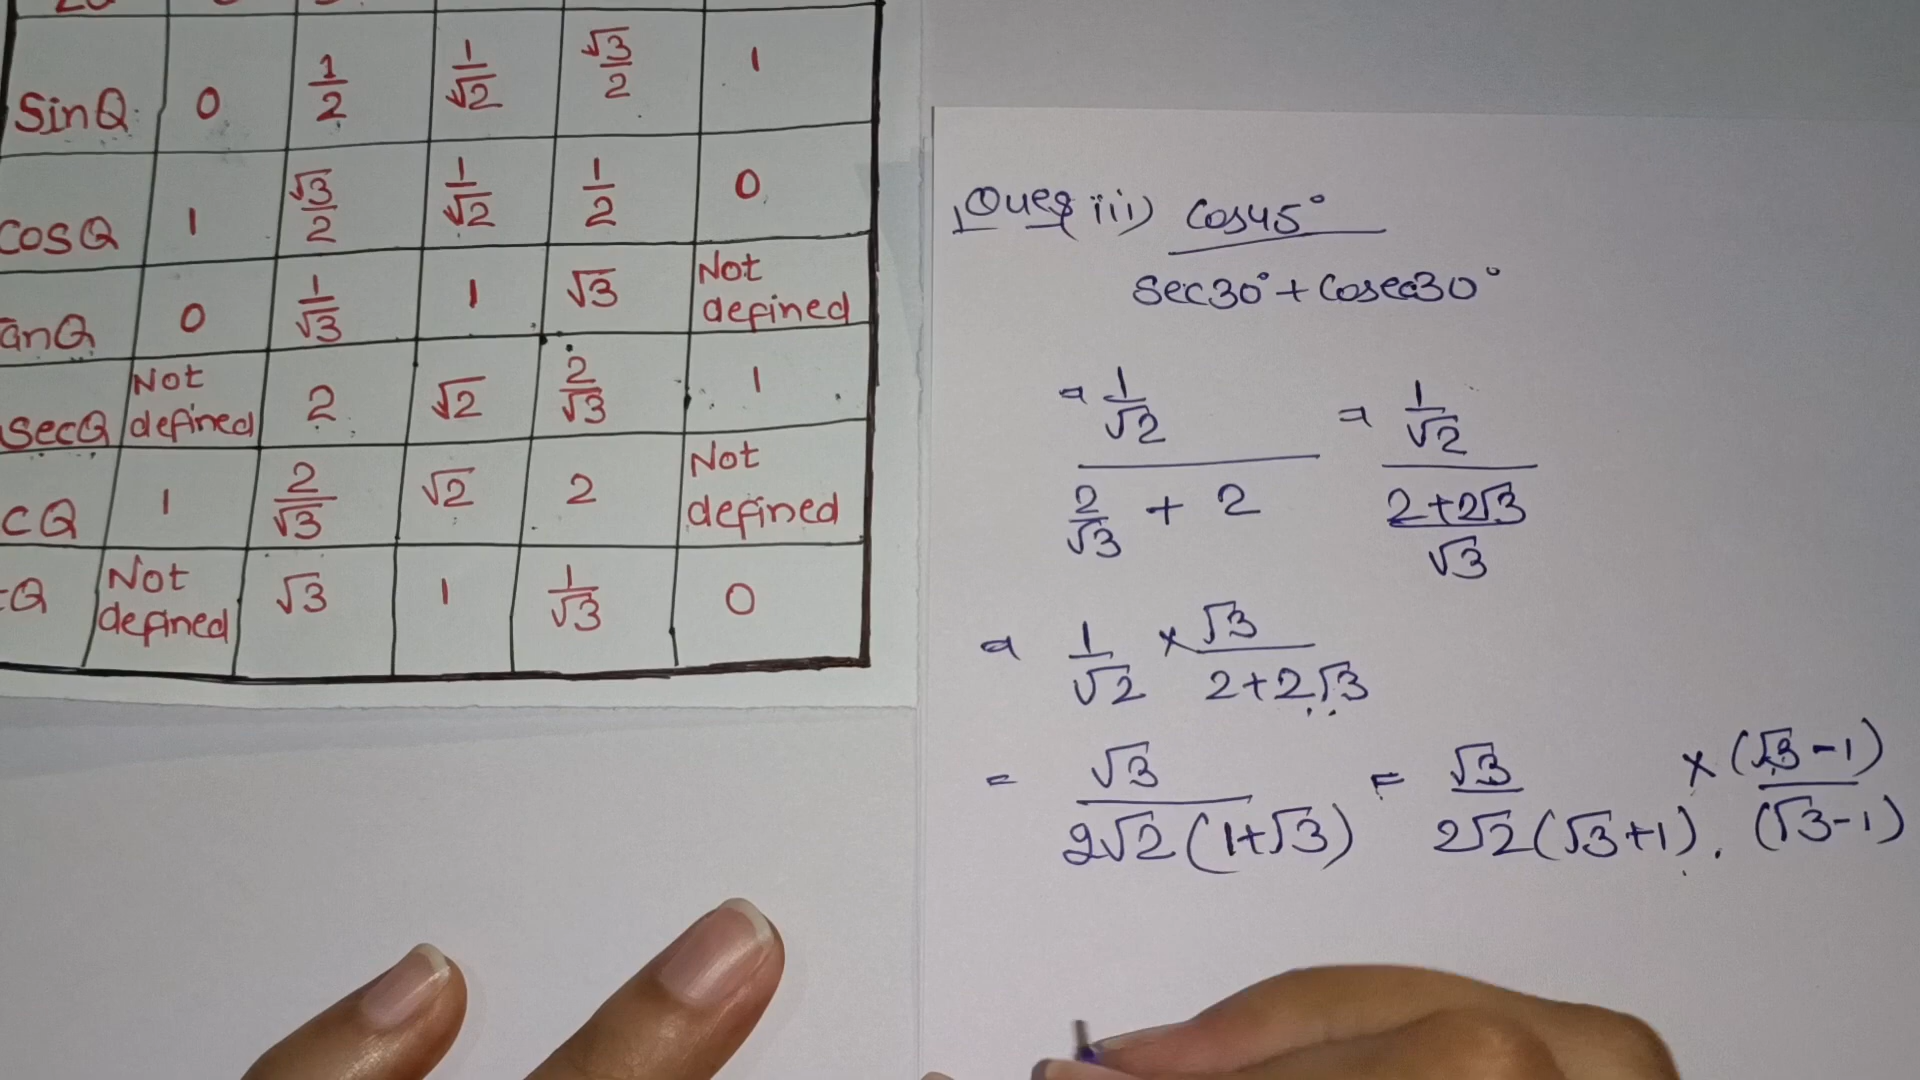 SinQ 0 1/2 1/√2 √3/2 1
CosQ 1 √3/2 1/√2 1/2 0
anQ 0 1/√3 1 √3 Not defined
SecQ Not defined 2 √2 2/√3 1
cQ 1 2/√3 √2 2 Not defined
tQ Not defined √3 1 1/√3 0
Ques iii) cos45°
sec30° + cosec30°
= 1/√2 / (2/√3 + 2) = 1/√2 / ((2+2√3)/√3)
= 1/√2 × √3/(2+2√3)
= √3/(2√2(1+√3)) = √3/(2√2(√3+1)) × (√3-1)/(√3-1)